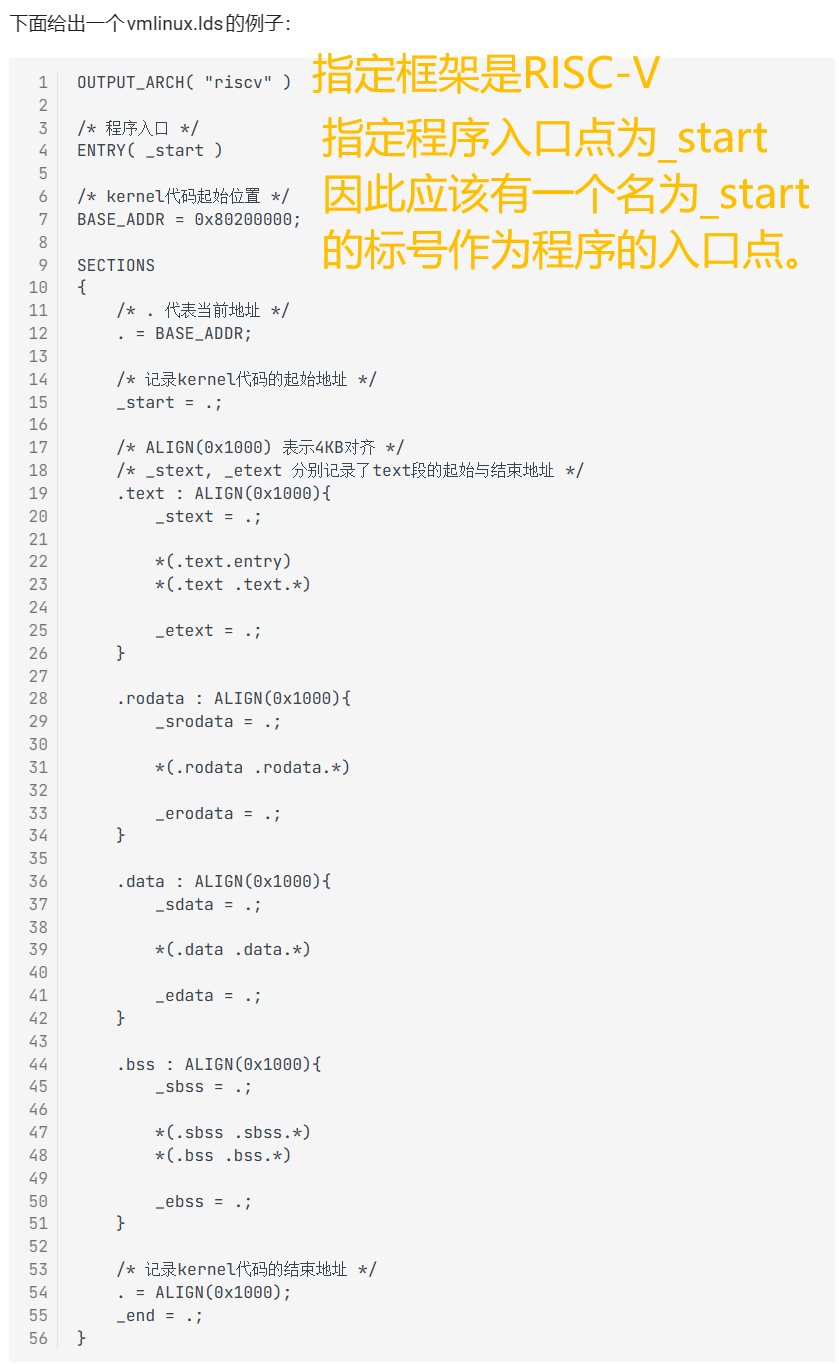 下面给出一个vmlinux.lds的例子：
1 OUTPUT_ARCH( "riscv" ) 指定框架是RISC-V
2
3 /* 程序入口 */ 指定程序入口点为_start
4 ENTRY( _start )
5
6 /* kernel代码起始位置 */ 因此应该有一个名为_start
7 BASE_ADDR = 0x80200000;
8
9 SECTIONS 的标号作为程序的入口点。
10 {
11     /* . 代表当前地址 */
12     . = BASE_ADDR;
13
14     /* 记录kernel代码的起始地址 */
15     _start = .;
16
17     /* ALIGN(0x1000) 表示4KB对齐 */
18     /* _stext, _etext 分别记录了text段的起始与结束地址 */
19     .text : ALIGN(0x1000){
20         _stext = .;
21
22         *(.text.entry)
23         *(.text .text.*)
24
25         _etext = .;
26     }
27
28     .rodata : ALIGN(0x1000){
29         _srodata = .;
30
31         *(.rodata .rodata.*)
32
33         _erodata = .;
34     }
35
36     .data : ALIGN(0x1000){
37         _sdata = .;
38
39         *(.data .data.*)
40
41         _edata = .;
42     }
43
44     .bss : ALIGN(0x1000){
45         _sbss = .;
46
47         *(.sbss .sbss.*)
48         *(.bss .bss.*)
49
50         _ebss = .;
51     }
52
53     /* 记录kernel代码的结束地址 */
54     . = ALIGN(0x1000);
55     _end = .;
56 }